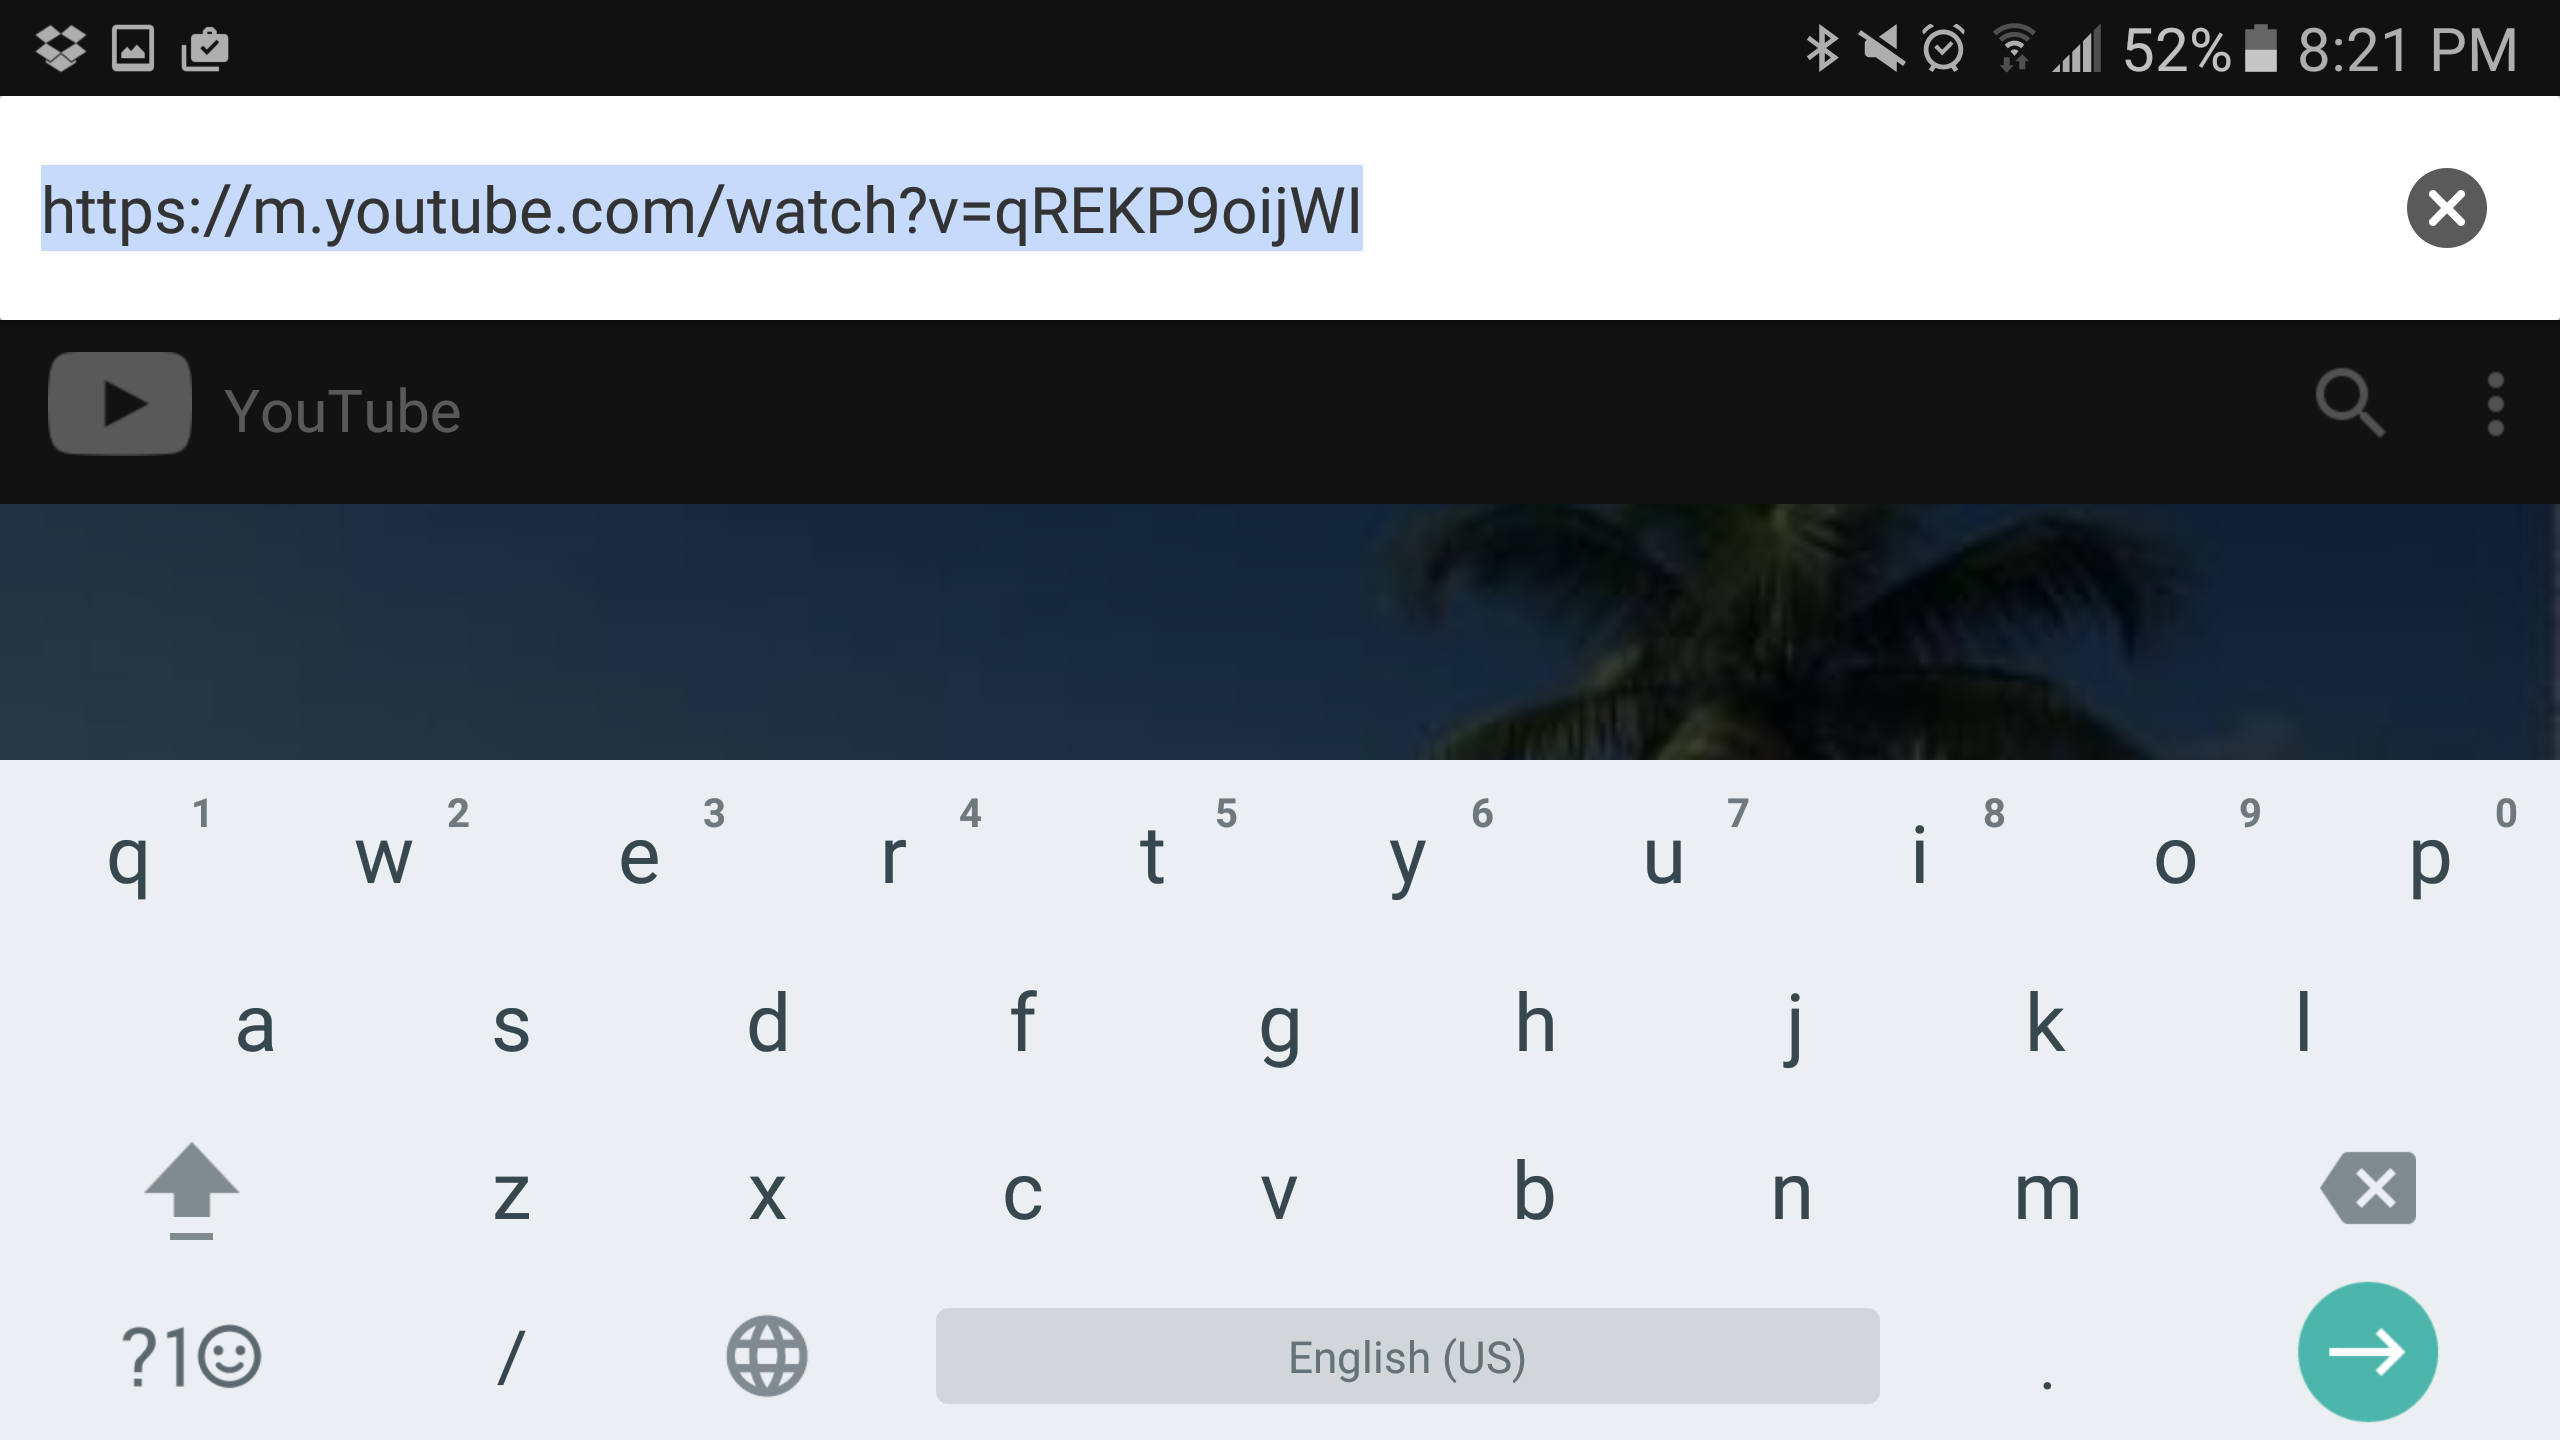 52% 8:21 PM
https://m.youtube.com/watch?v=qREKP9oijWI
YouTube
1 2 3 4 5 6 7 8 9 0
q w e r t y u i o p
a s d f g h j k l
z x c v b n m
?1☺ / English (US) .